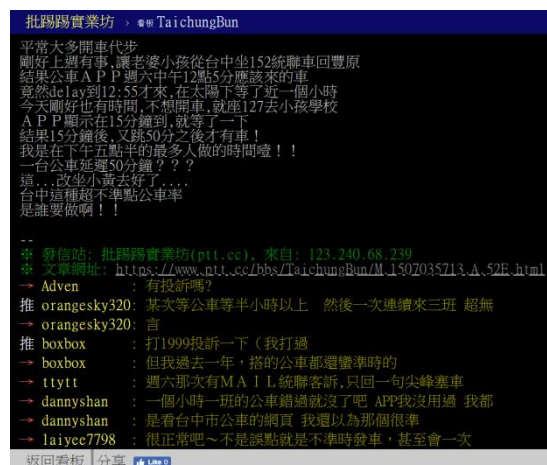 批踢踢實業坊 › 看板 TaichungBun
平常大多開車代步
剛好上週有事,讓老婆小孩從台中坐152統聯車回豐原
結果公車ＡＰＰ週六中午12點5分應該來的車
竟然delay到12:55才來,在太陽下等了近一個小時
今天剛好也有時間,不想開車,就座127去小孩學校
ＡＰＰ顯示在15分鐘到,就等了一下
結果15分鐘後,又跳50分之後才有車！
我是在下午五點半的最多人做的時間噎！！
一台公車延遲50分鐘？？？
這...改坐小黃去好了....
台中這種超不準點公車率
是誰要做啊！！
--
※ 發信站: 批踢踢實業坊(ptt.cc), 來自: 123.240.68.239
※ 文章網址: https://www.ptt.cc/bbs/TaichungBun/M.1507035713.A.52E.html
→ Adven : 有投訴嗎?
推 orangesky320: 某次等公車等半小時以上 然後一次連續來三班 超無
→ orangesky320: 言
推 boxbox : 打1999投訴一下（我打過
→ boxbox : 但我過去一年，搭的公車都還蠻準時的
→ ttytt : 週六那次有ＭＡＩＬ統聯客訴,只回一句尖峰塞車
→ dannyshan : 一個小時一班的公車錯過就沒了吧 APP我沒用過 我都
→ dannyshan : 是看台中市公車的網頁 我還以為那個很準
→ laiyee7798 : 很正常吧～不是誤點就是不準時發車，甚至會一次
返回看板 分享 Like 0